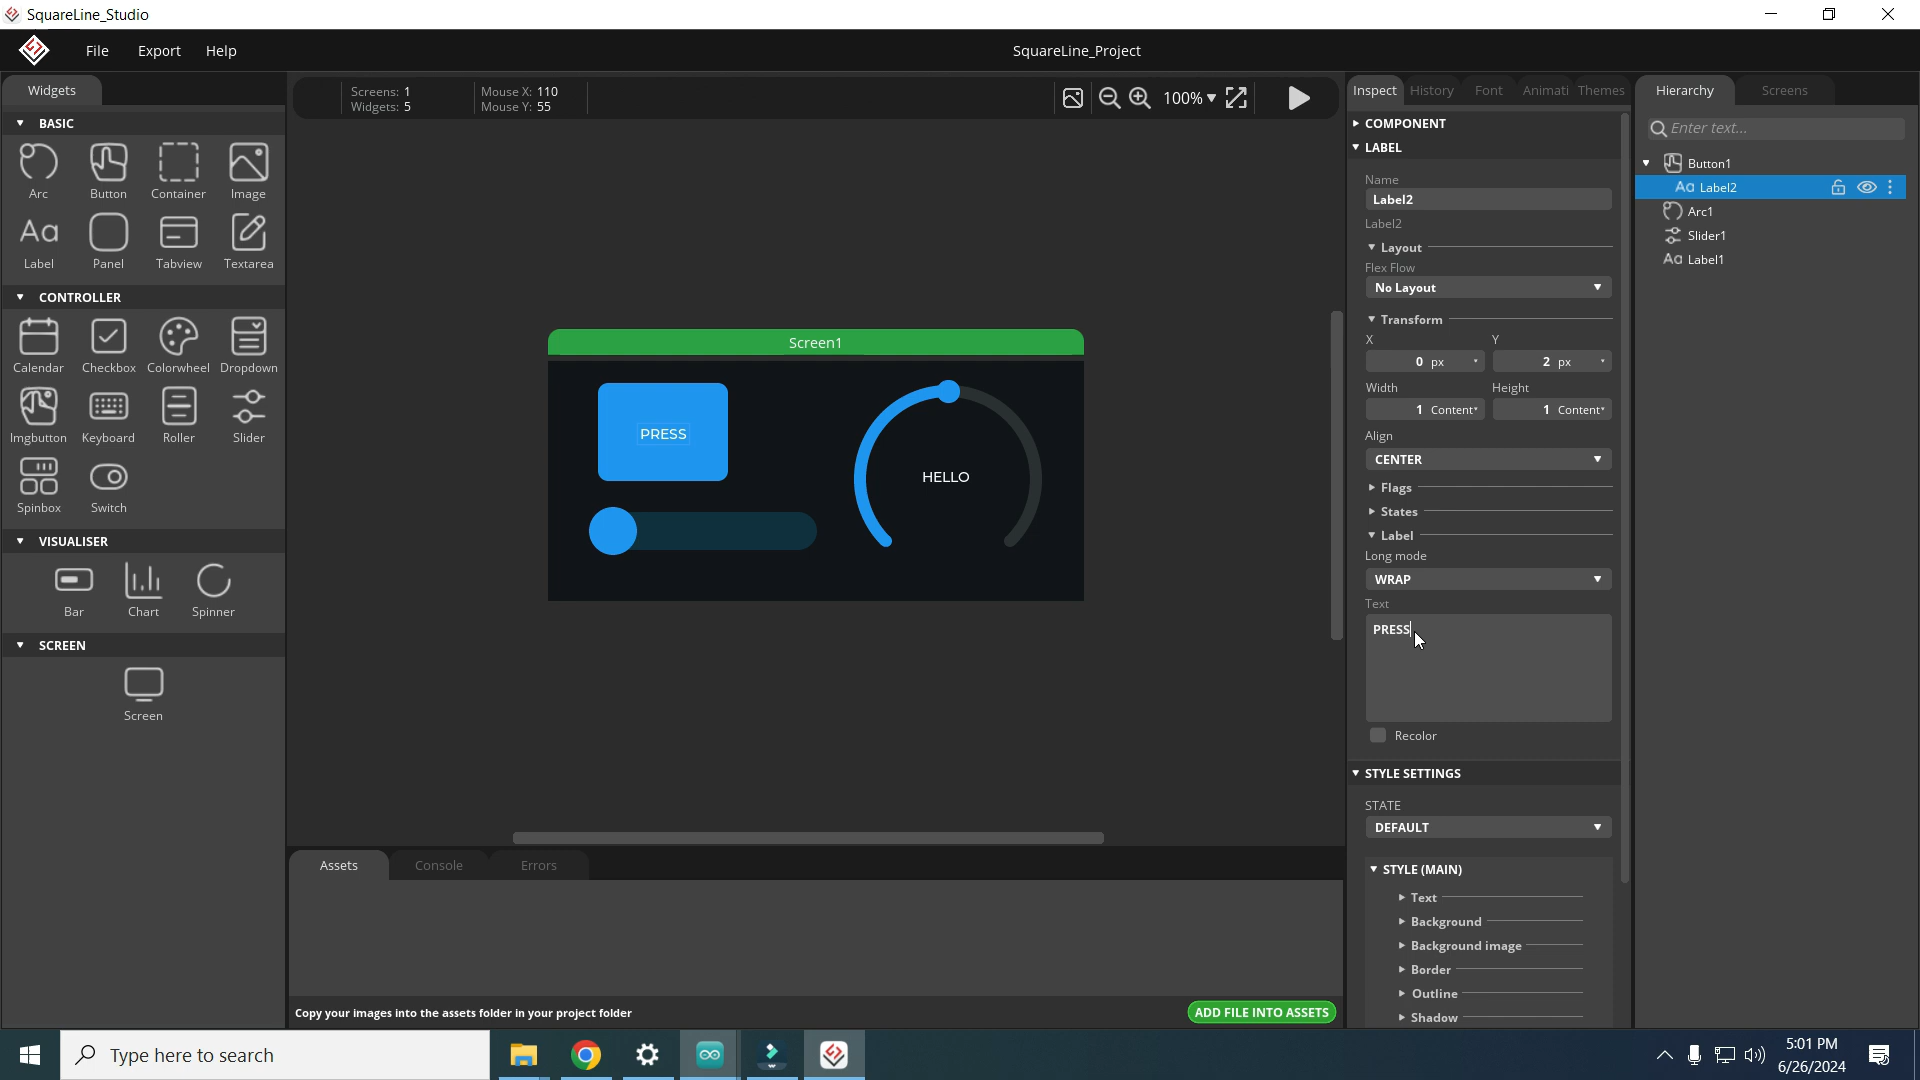 SquareLine_Studio
File Export Help
SquareLine_Project
Widgets
BASIC
Arc Button Container Image
Label Panel Tabview Textarea
CONTROLLER
Calendar Checkbox Colorwheel Dropdown
Imgbutton Keyboard Roller Slider
Spinbox Switch
VISUALISER
Bar Chart Spinner
SCREEN
Screen
Screens: 1
Widgets: 5
Mouse X: 110
Mouse Y: 55
100%
Screen1
PRESS
HELLO
Assets Console Errors
Copy your images into the assets folder in your project folder
ADD FILE INTO ASSETS
Inspect History Font Animati Themes
COMPONENT
LABEL
Name
Label2
Label2
Layout
Flex Flow
No Layout
Transform
X Y
0 px 2 px
Width Height
1 Content 1 Content
Align
CENTER
Flags
States
Label
Long mode
WRAP
Text
PRESS
Recolor
STYLE SETTINGS
STATE
DEFAULT
STYLE (MAIN)
Text
Background
Background image
Border
Outline
Shadow
Hierarchy Screens
Enter text...
Button1
Aa Label2
Arc1
Slider1
Aa Label1
Type here to search
5:01 PM
6/26/2024